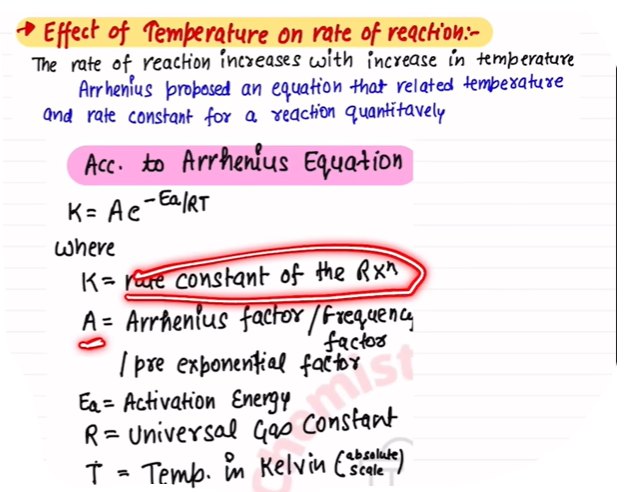 → Effect of Temperature on rate of reaction:-
The rate of reaction increases with increase in temperature
Arrhenius proposed an equation that related temperature
and rate constant for a reaction quantitavely
Acc. to Arrhenius Equation
K = Ae^-Ea/RT
where
K = rate constant of the Rxn
A = Arrhenius factor / Frequency
factor
/ pre exponential factor
Ea = Activation Energy
R = Universal Gas Constant
T = Temp. in Kelvin (absolute
scale)